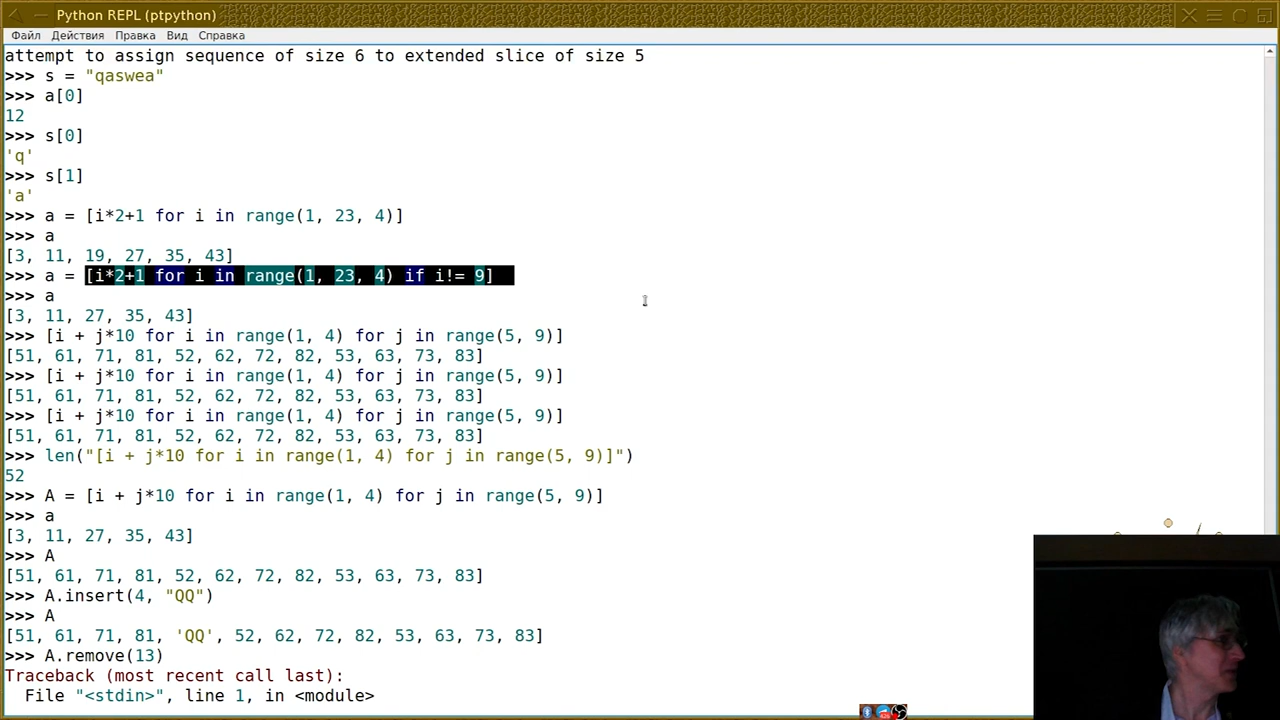 Python REPL (ptpython)
Файл Действия Правка Вид Справка
attempt to assign sequence of size 6 to extended slice of size 5
>>> s = "qaswea"
>>> a[0]
12
>>> s[0]
'q'
>>> s[1]
'a'
>>> a = [i*2+1 for i in range(1, 23, 4)]
>>> a
[3, 11, 19, 27, 35, 43]
>>> a = [i*2+1 for i in range(1, 23, 4) if i!= 9]
>>> a
[3, 11, 27, 35, 43]
>>> [i + j*10 for i in range(1, 4) for j in range(5, 9)]
[51, 61, 71, 81, 52, 62, 72, 82, 53, 63, 73, 83]
>>> [i + j*10 for i in range(1, 4) for j in range(5, 9)]
[51, 61, 71, 81, 52, 62, 72, 82, 53, 63, 73, 83]
>>> [i + j*10 for i in range(1, 4) for j in range(5, 9)]
[51, 61, 71, 81, 52, 62, 72, 82, 53, 63, 73, 83]
>>> len("[i + j*10 for i in range(1, 4) for j in range(5, 9)]")
52
>>> A = [i + j*10 for i in range(1, 4) for j in range(5, 9)]
>>> a
[3, 11, 27, 35, 43]
>>> A
[51, 61, 71, 81, 52, 62, 72, 82, 53, 63, 73, 83]
>>> A.insert(4, "QQ")
>>> A
[51, 61, 71, 81, 'QQ', 52, 62, 72, 82, 53, 63, 73, 83]
>>> A.remove(13)
Traceback (most recent call last):
  File "<stdin>", line 1, in <module>